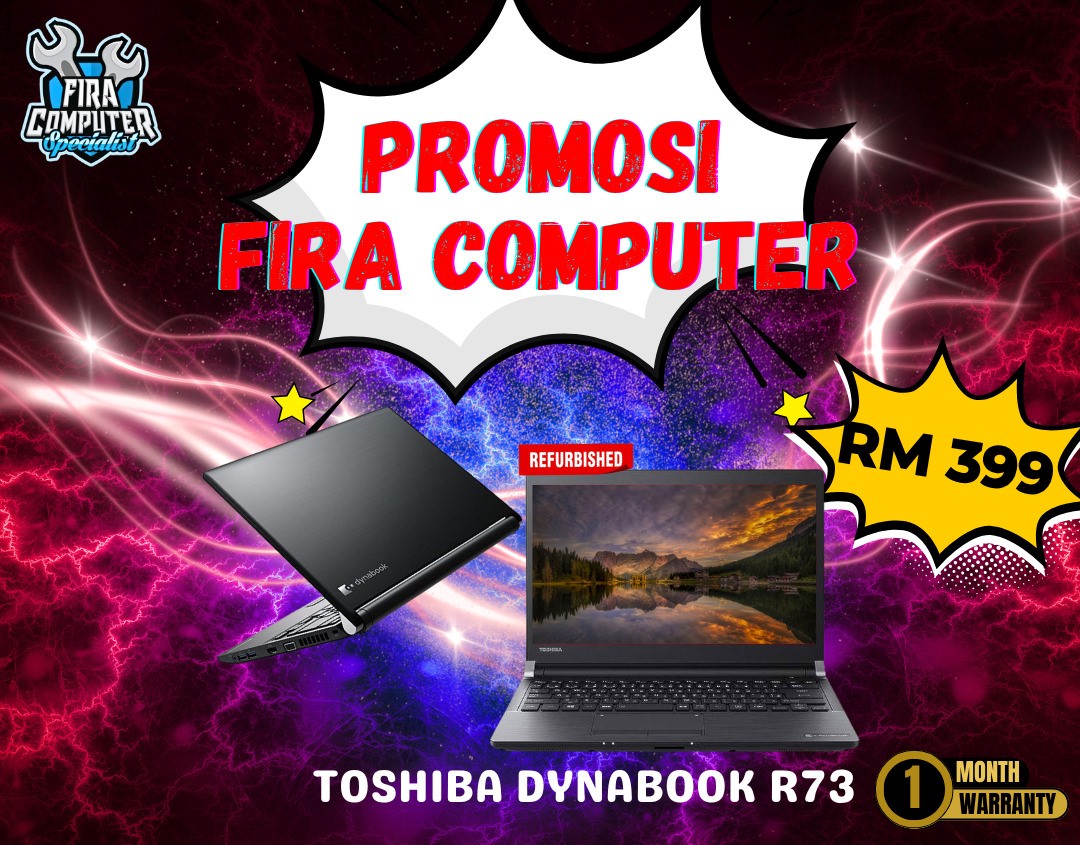 FIRA
COMPUTER
Specialist
PROMOSI
FIRA COMPUTER
RM 399
REFURBISHED
dynabook
TOSHIBA
TOSHIBA DYNABOOK R73
1
MONTH
WARRANTY